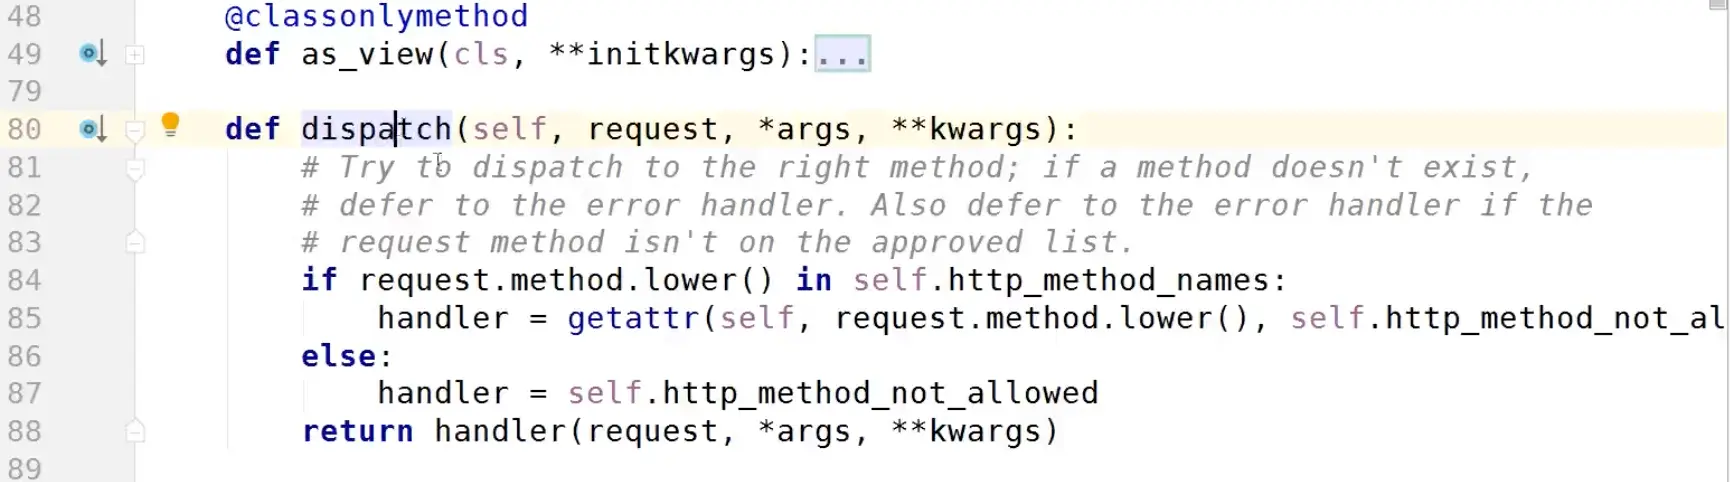 48 @classonlymethod
49 def as_view(cls, **initkwargs):...
79
80 def dispatch(self, request, *args, **kwargs):
81 # Try to dispatch to the right method; if a method doesn't exist,
82 # defer to the error handler. Also defer to the error handler if the
83 # request method isn't on the approved list.
84 if request.method.lower() in self.http_method_names:
85 handler = getattr(self, request.method.lower(), self.http_method_not_al
86 else:
87 handler = self.http_method_not_allowed
88 return handler(request, *args, **kwargs)
89